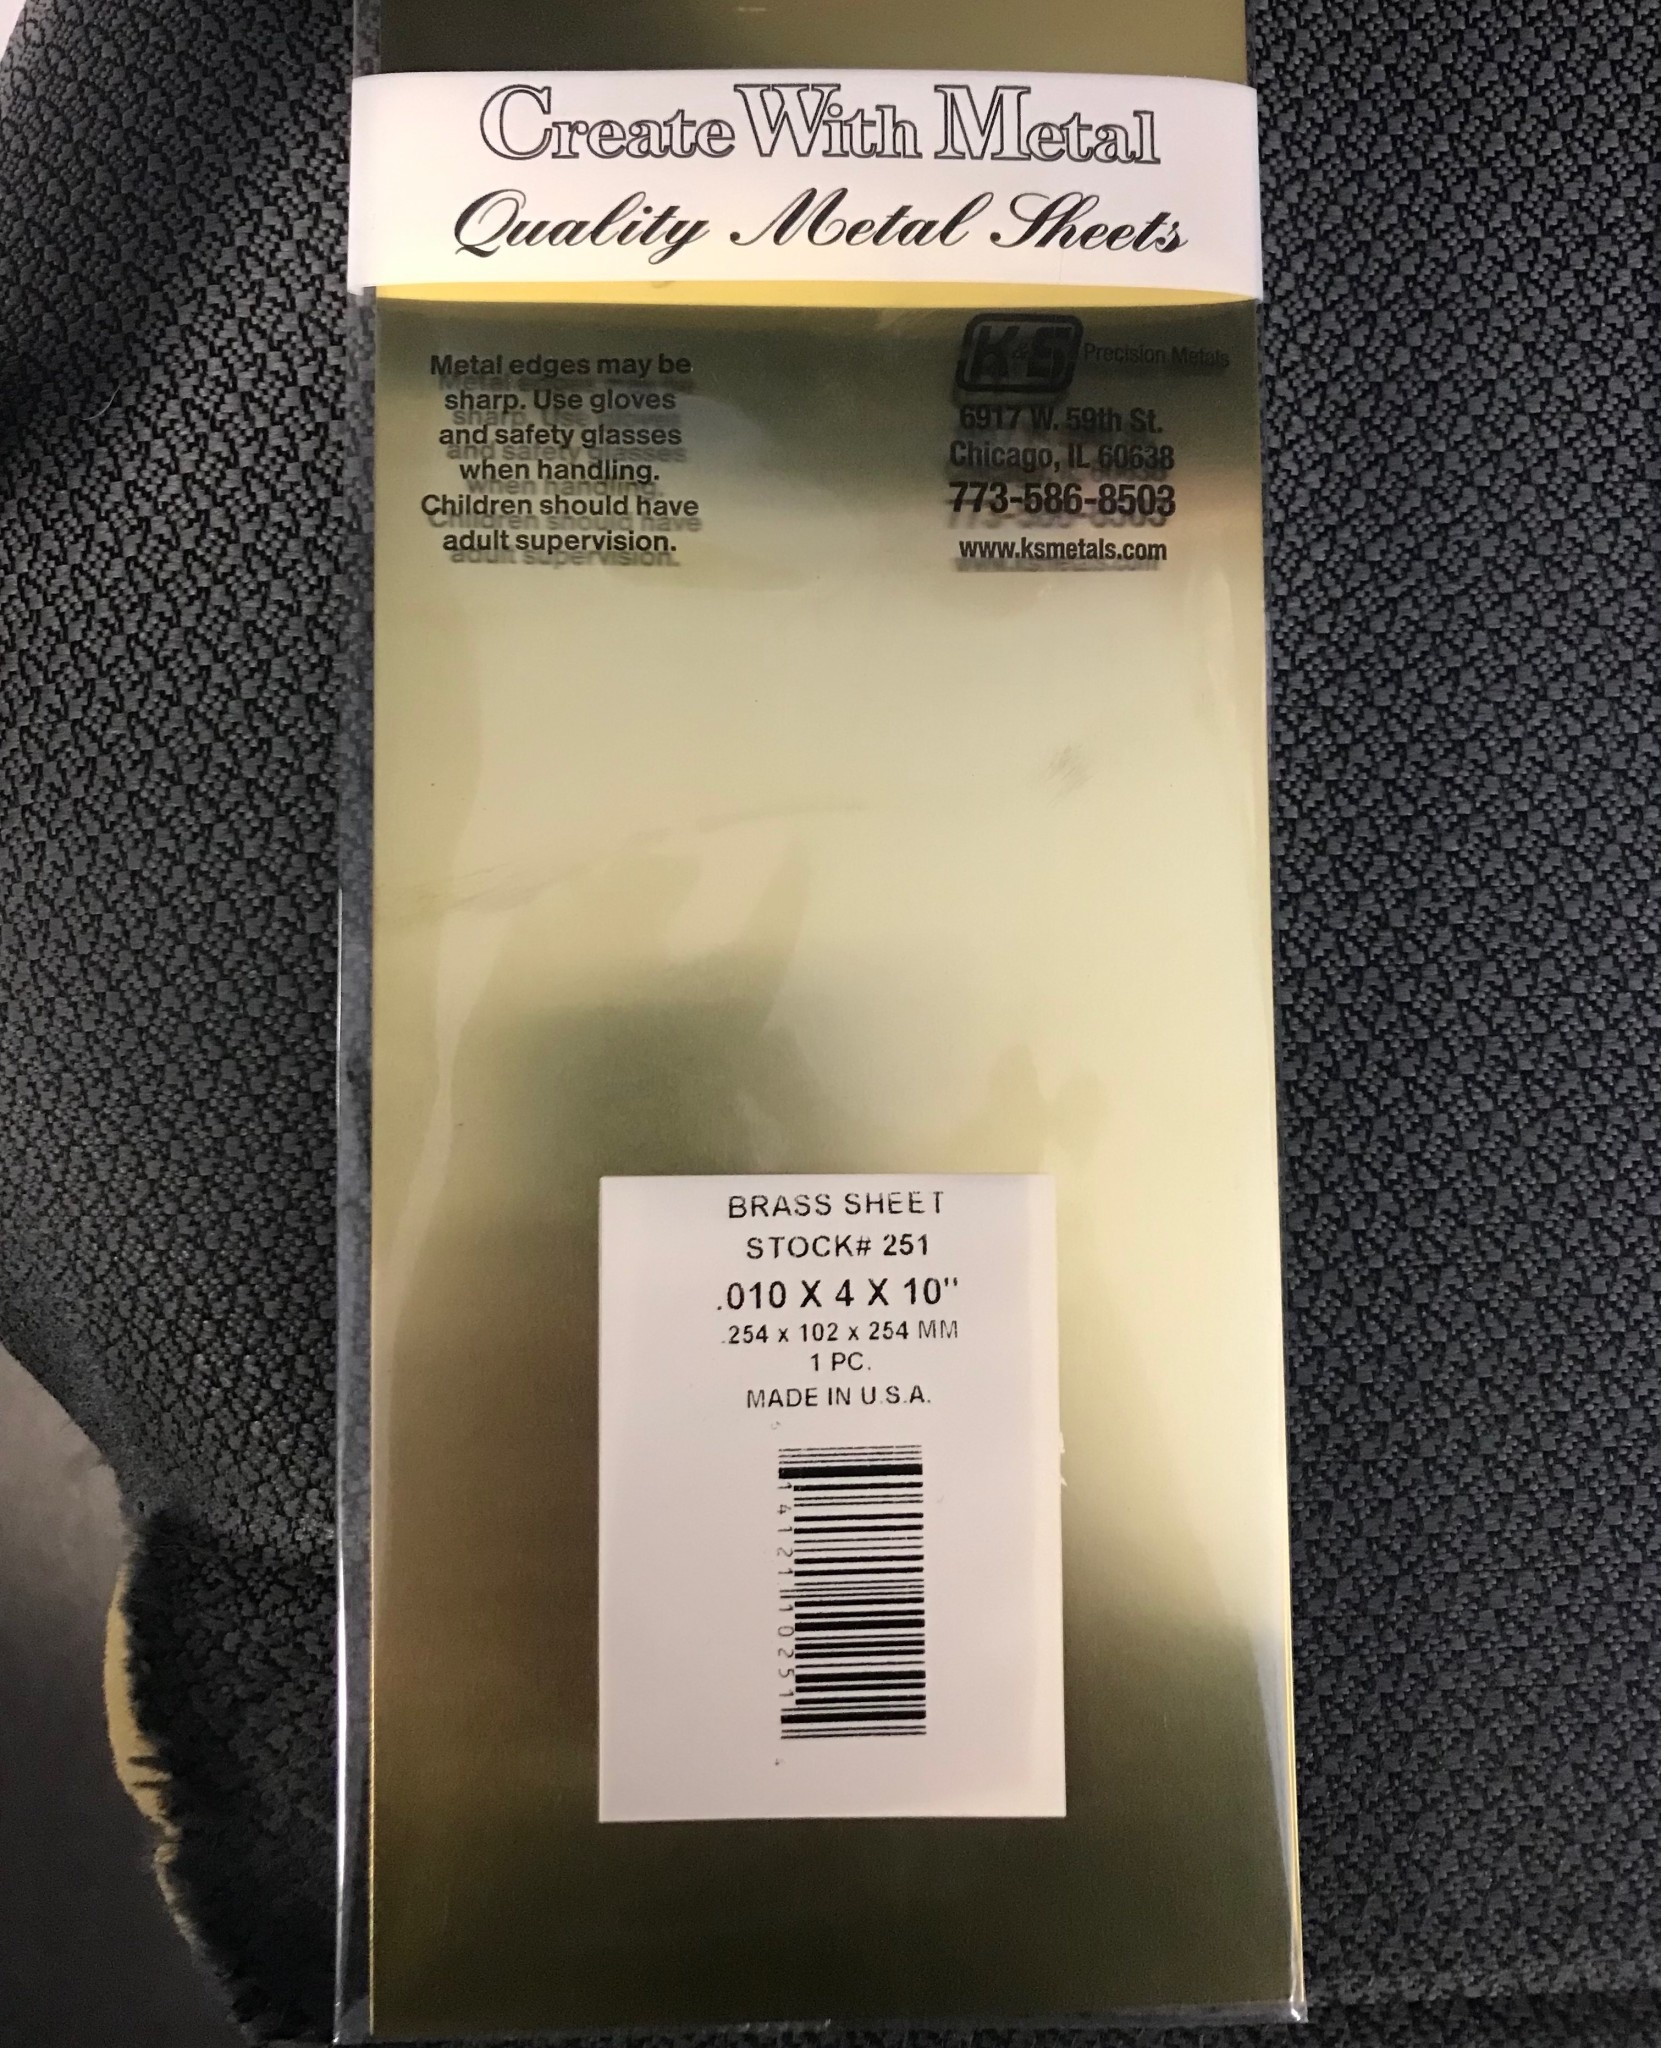 Create With Metal
Quality Metal Sheets
Metal edges may be
sharp. Use gloves
and safety glasses
when handling.
Children should have
adult supervision.
K&S Precision Metals
6917 W. 59th St.
Chicago, IL 60638
773-586-8503
www.ksmetals.com
BRASS SHEET
STOCK# 251
.010 X 4 X 10"
.254 x 102 x 254 MM
1 PC.
MADE IN U.S.A.
14121 10251